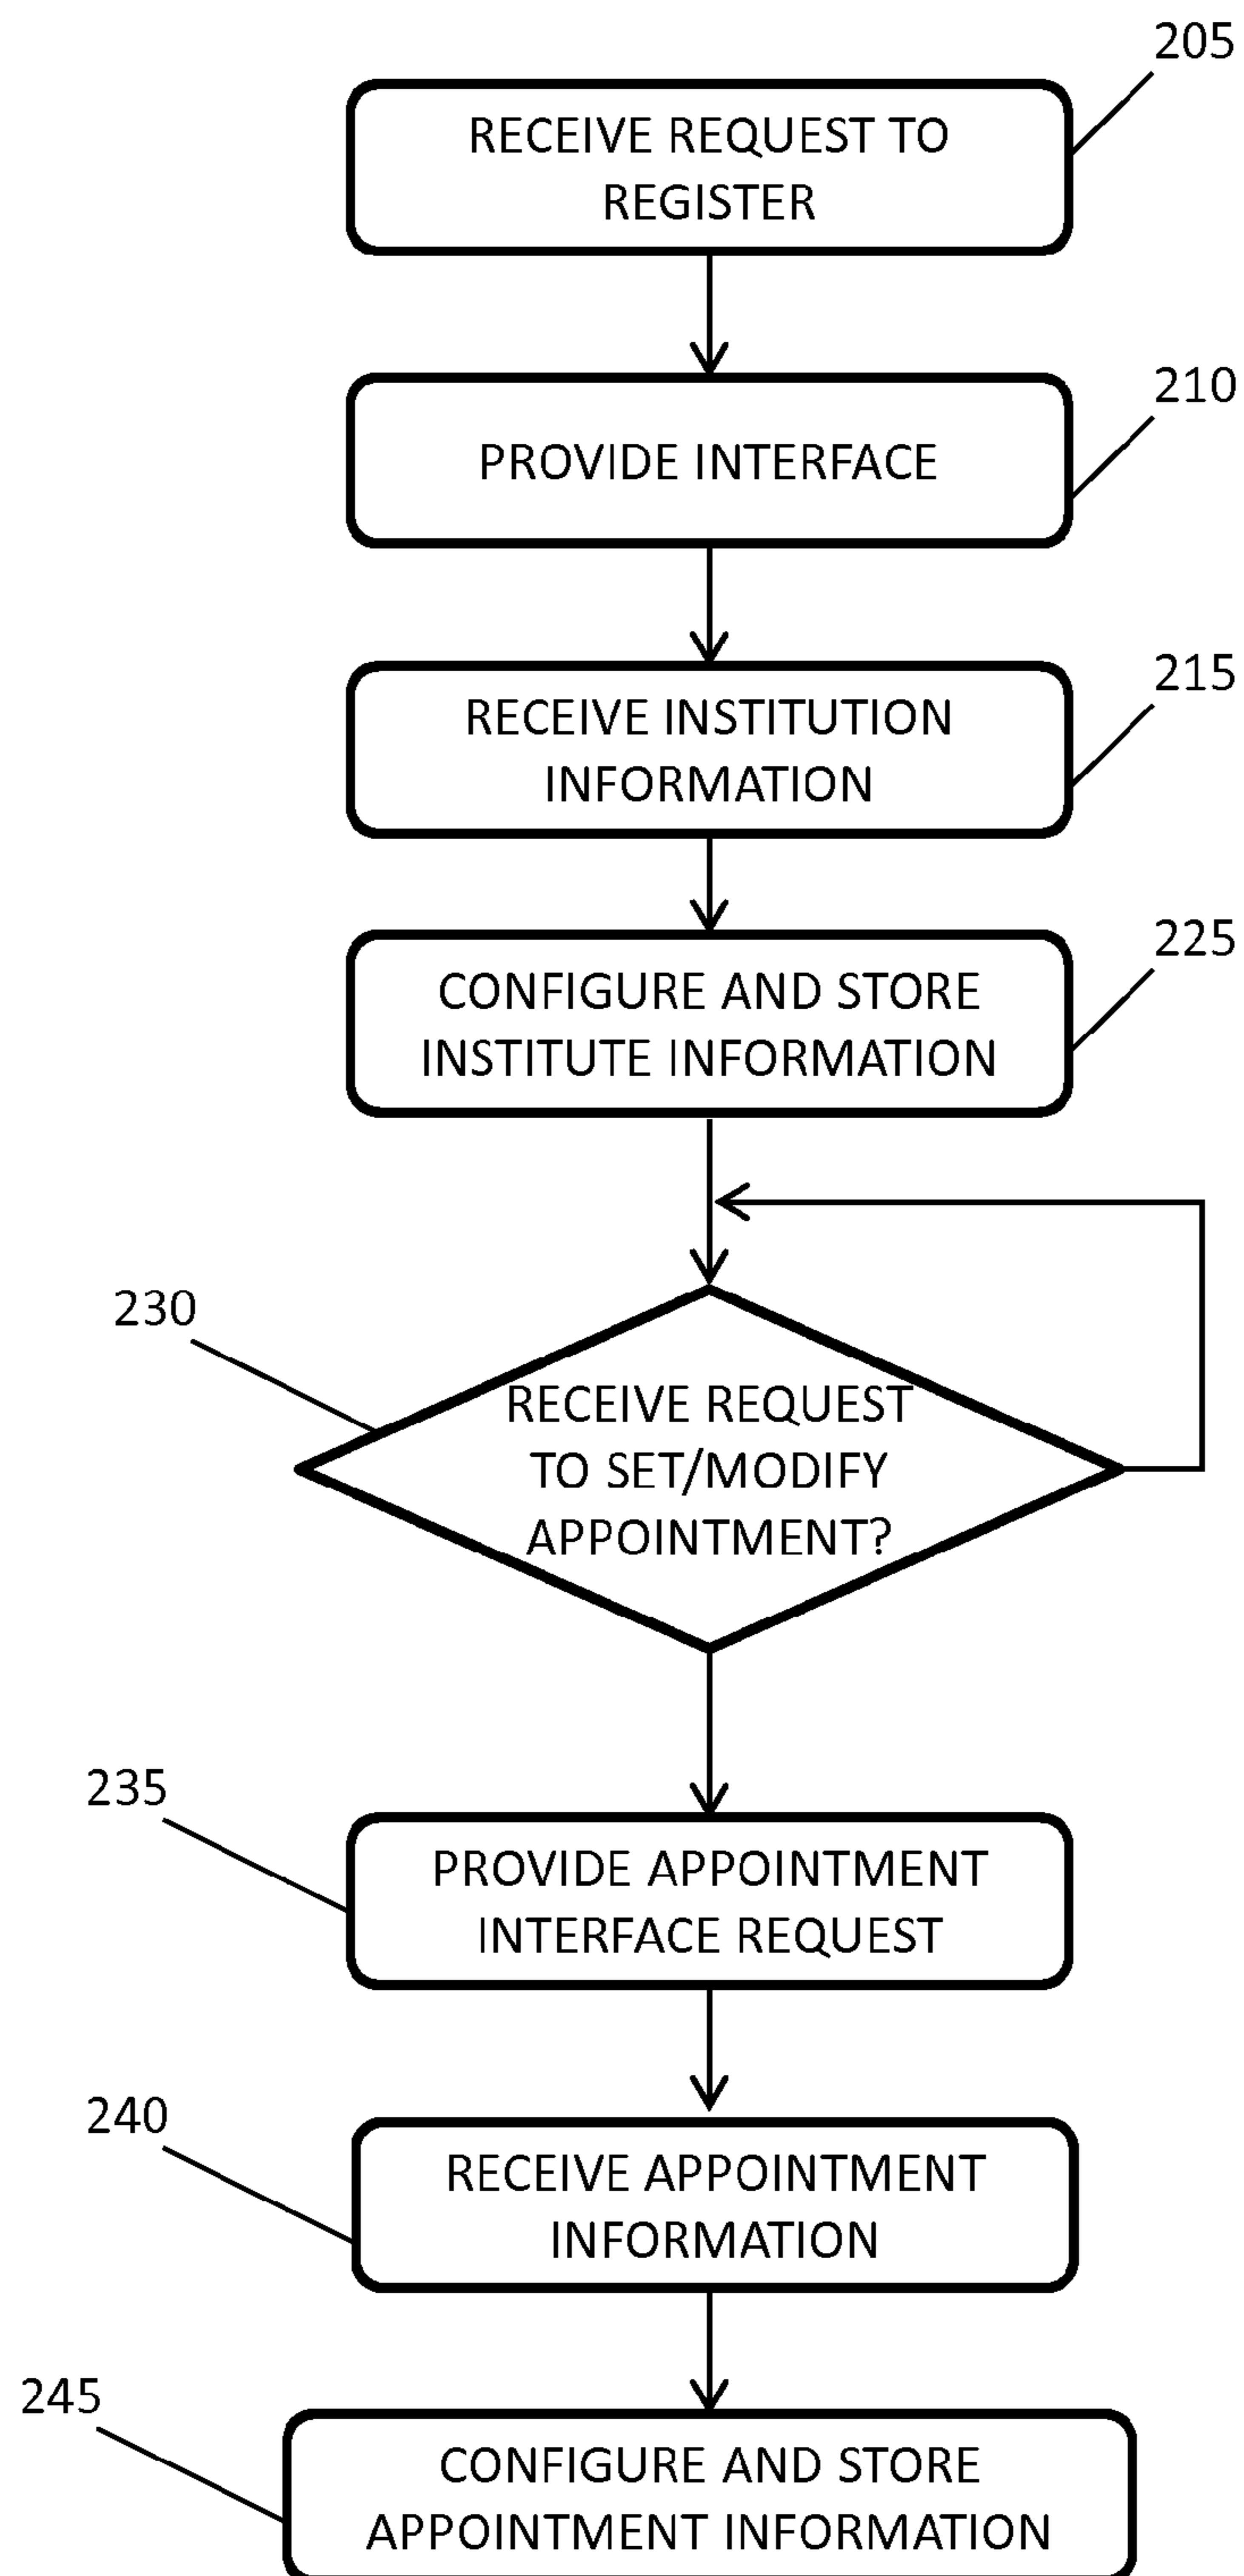 205
RECEIVE REQUEST TO
REGISTER
210
PROVIDE INTERFACE
215
RECEIVE INSTITUTION
INFORMATION
225
CONFIGURE AND STORE
INSTITUTE INFORMATION
230
RECEIVE REQUEST
TO SET/MODIFY
APPOINTMENT?
235
PROVIDE APPOINTMENT
INTERFACE REQUEST
240
RECEIVE APPOINTMENT
INFORMATION
245
CONFIGURE AND STORE
APPOINTMENT INFORMATION